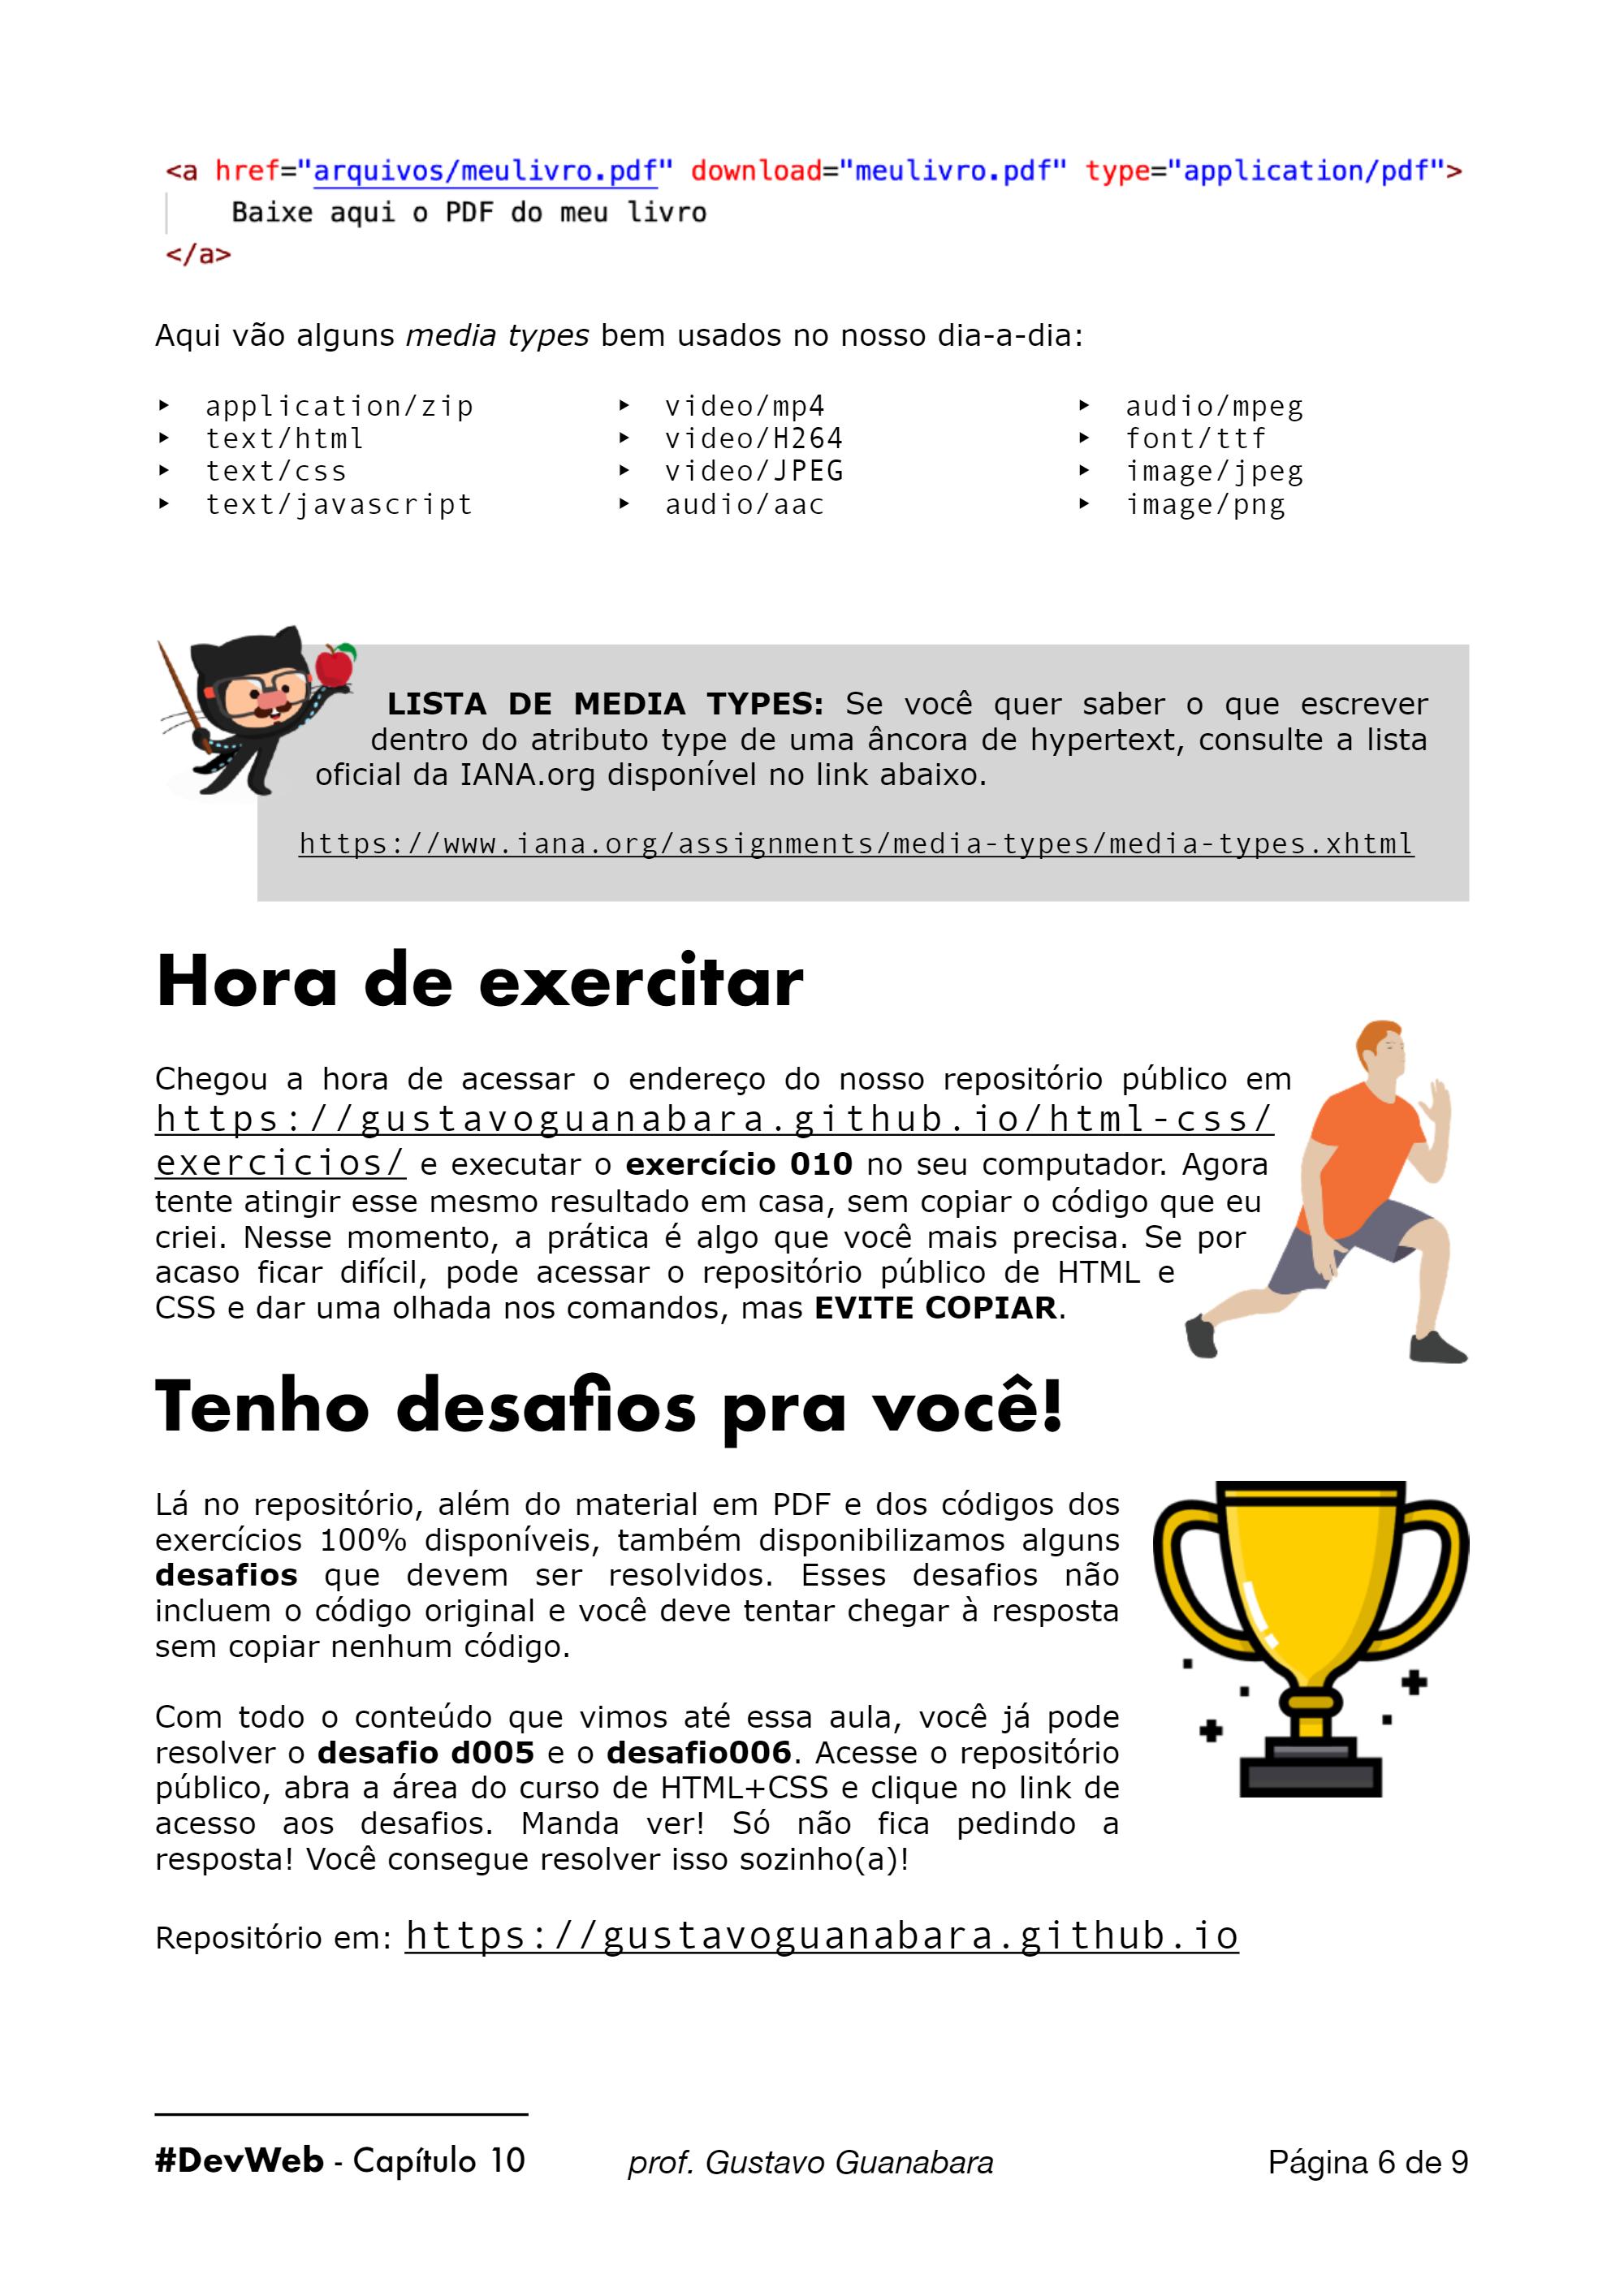 <a href="arquivos/meulivro.pdf" download="meulivro.pdf" type="application/pdf">
Baixe aqui o PDF do meu livro
</a>
Aqui vão alguns media types bem usados no nosso dia-a-dia:
‣ application/zip
‣ text/html
‣ text/css
‣ text/javascript
‣ video/mp4
‣ video/H264
‣ video/JPEG
‣ audio/aac
‣ audio/mpeg
‣ font/ttf
‣ image/jpeg
‣ image/png
LISTA DE MEDIA TYPES: Se você quer saber o que escrever
dentro do atributo type de uma âncora de hypertext, consulte a lista
oficial da IANA.org disponível no link abaixo.
https://www.iana.org/assignments/media-types/media-types.xhtml
Hora de exercitar
Chegou a hora de acessar o endereço do nosso repositório público em
https://gustavoguanabara.github.io/html-css/
exercicios/ e executar o exercício 010 no seu computador. Agora
tente atingir esse mesmo resultado em casa, sem copiar o código que eu
criei. Nesse momento, a prática é algo que você mais precisa. Se por
acaso ficar difícil, pode acessar o repositório público de HTML e
CSS e dar uma olhada nos comandos, mas EVITE COPIAR.
Tenho desafios pra você!
Lá no repositório, além do material em PDF e dos códigos dos
exercícios 100% disponíveis, também disponibilizamos alguns
desafios que devem ser resolvidos. Esses desafios não
incluem o código original e você deve tentar chegar à resposta
sem copiar nenhum código.
Com todo o conteúdo que vimos até essa aula, você já pode
resolver o desafio d005 e o desafio006. Acesse o repositório
público, abra a área do curso de HTML+CSS e clique no link de
acesso aos desafios. Manda ver! Só não fica pedindo a
resposta! Você consegue resolver isso sozinho(a)!
Repositório em: https://gustavoguanabara.github.io
#DevWeb - Capítulo 10 prof. Gustavo Guanabara Página 6 de 9